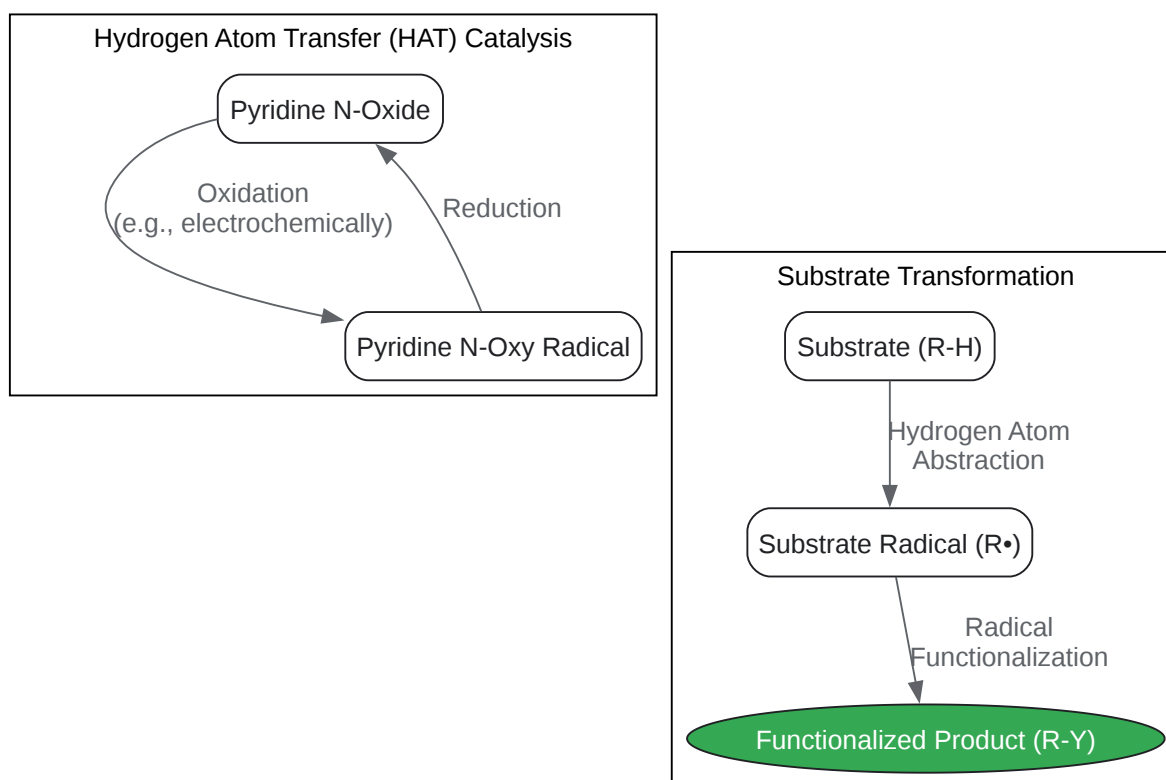 Hydrogen Atom Transfer (HAT) Catalysis
Pyridine N-Oxide
Oxidation
(e.g., electrochemically)
Reduction
Pyridine N-Oxy Radical
Substrate Transformation
Substrate (R-H)
Hydrogen Atom
Abstraction
Substrate Radical (R•)
Radical
Functionalization
Functionalized Product (R-Y)